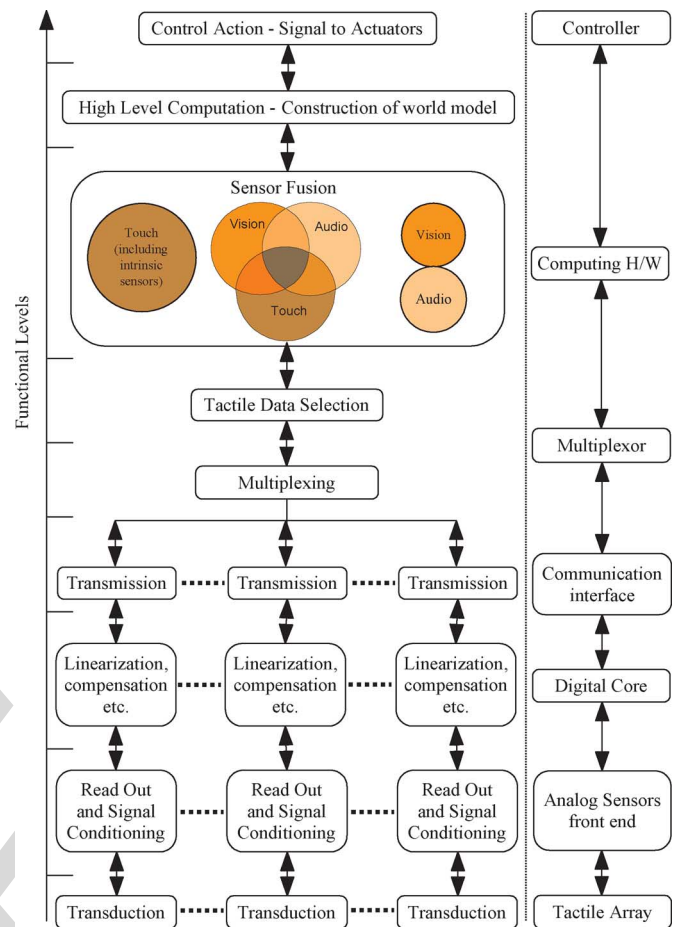 Control Action - Signal to Actuators
Controller
High Level Computation - Construction of world model
Sensor Fusion
Touch
(including
intrinsic
sensors)
Vision
Audio
Touch
Vision
Audio
Computing H/W
Functional Levels
Tactile Data Selection
Multiplexor
Multiplexing
Transmission
Transmission
Transmission
Communication
interface
Linearization,
compensation
etc.
Linearization,
compensation
etc.
Linearization,
compensation
etc.
Digital Core
Read Out
and Signal
Conditioning
Read Out
and Signal
Conditioning
Read Out
and Signal
Conditioning
Analog Sensors
front end
Transduction
Transduction
Transduction
Tactile Array